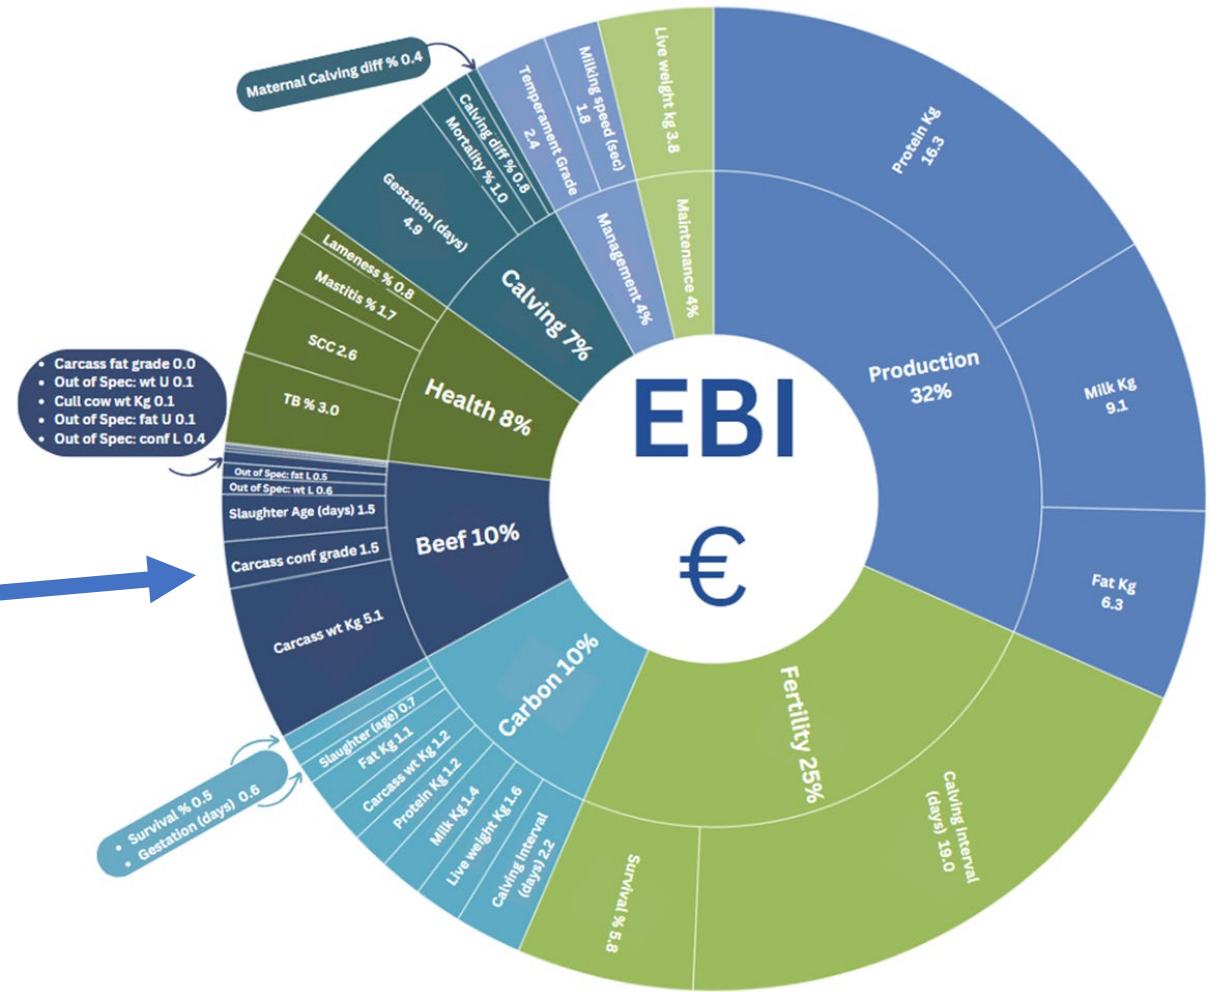 EBI
€
Production
32%
Protein Kg
16.3
Milk Kg
9.1
Fat Kg
6.3
Fertility 25%
Calving Interval
(days) 19.0
Survival % 5.8
Carbon 10%
Calving Interval
(days) 2.2
Live weight Kg 1.6
Milk Kg 1.4
Protein Kg 1.2
Carcass wt Kg 1.2
Fat Kg 1.1
Slaughter (age) 0.7
• Survival % 0.5
• Gestation (days) 0.6
Beef 10%
Carcass wt Kg 5.1
Carcass conf grade 1.5
Slaughter Age (days) 1.5
Out of Spec: wt L 0.6
Out of Spec: fat L 0.5
• Carcass fat grade 0.0
• Out of Spec: wt U 0.1
• Cull cow wt Kg 0.1
• Out of Spec: fat U 0.1
• Out of Spec: conf L 0.4
Health 8%
TB % 3.0
SCC 2.6
Mastitis % 1.7
Lameness % 0.8
Calving 7%
Gestation (days)
4.9
Mortality % 1.0
Calving diff % 0.8
Maternal Calving diff % 0.4
Management 4%
Temperament Grade
2.4
Milking speed (sec)
1.8
Maintenance 4%
Live weight kg 3.8